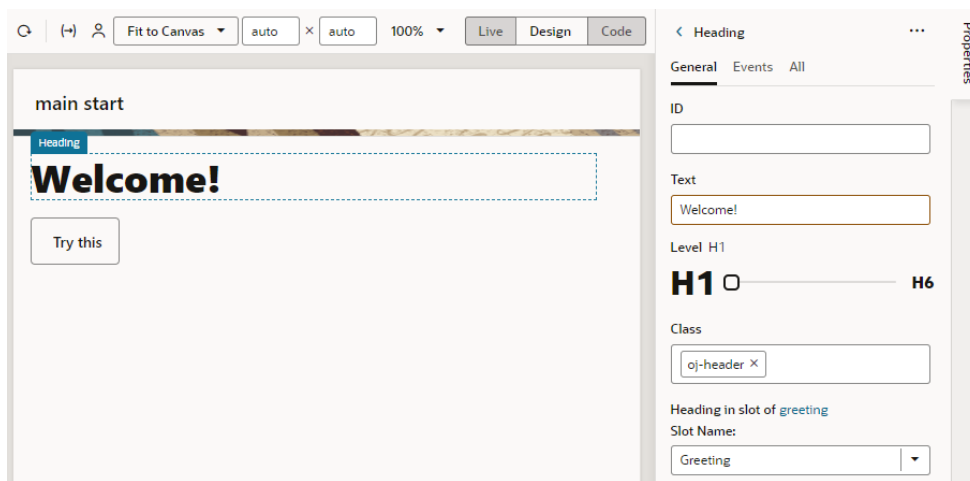 Fit to Canvas auto × auto 100% Live Design Code
main start
Heading
Welcome!
Try this
Heading
General Events All
ID
Text
Welcome!
Level H1
H1 H6
Class
oj-header ×
Heading in slot of greeting
Slot Name:
Greeting
Properties